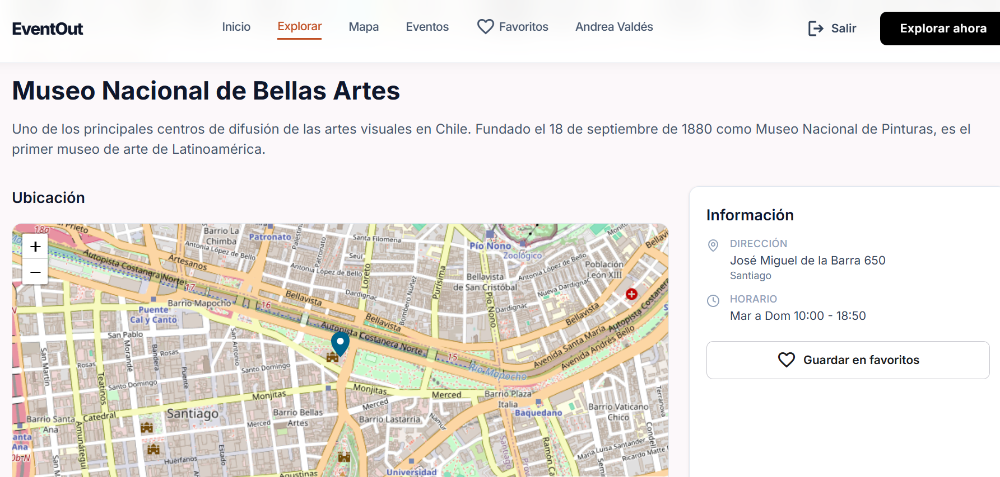 EventOut
Inicio
Explorar
Mapa
Eventos
Favoritos
Andrea Valdés
Salir
Explorar ahora
Museo Nacional de Bellas Artes
Uno de los principales centros de difusión de las artes visuales en Chile. Fundado el 18 de septiembre de 1880 como Museo Nacional de Pinturas, es el
primer museo de arte de Latinoamérica.
Ubicación
+
−
18a
Prieto
Barrio La
Chimba
Patronato
Antonia López de Bello
Patronato
Santa Filomena
Seúl
Antonia López de Bello
Loreto
Dardignac
Bombero Núñez
Purísima
Pío Nono
Zoológico
Bellavista
de San Cristóbal
Antonia López de Bello
Población
León XIII
Nueva Dardignac
Dardignac
Pío Nono
Bellavista
Autopista Costanera Norte
Artesanos
17
Barrio Mapocho
16
Bellavista
Bellavista
Bellavista
Autopista Costanera Norte
Avenida Santa María
Autopista Costanera
Avenida Andrés Bello
Puente
Cal y Canto
San Pablo
Morandé
Bandera
Rosas
Rosas
San Martín
Teatinos
Puente
San Antonio
Santo Domingo
Santo Domingo
15
Río Mapocho
Monjitas
Monjitas
Merced
Merced
Barrio Plaza
Italia
Baquedano
Barrio Vaticano
Chico
Terranova
Barrio Santa
Ana
Catedral
Santiago
Merced
Barrio Bellas
Artes
Barrio Lastarria
Namur
anta
Ana
Amunátegui
Estado
Huérfanos
Agustinas
Universidad
Santiago
Ramón Ca
María Luisa Santander
Condell
Ricardo Matte
Información
DIRECCIÓN
José Miguel de la Barra 650
Santiago
HORARIO
Mar a Dom 10:00 - 18:50
Guardar en favoritos